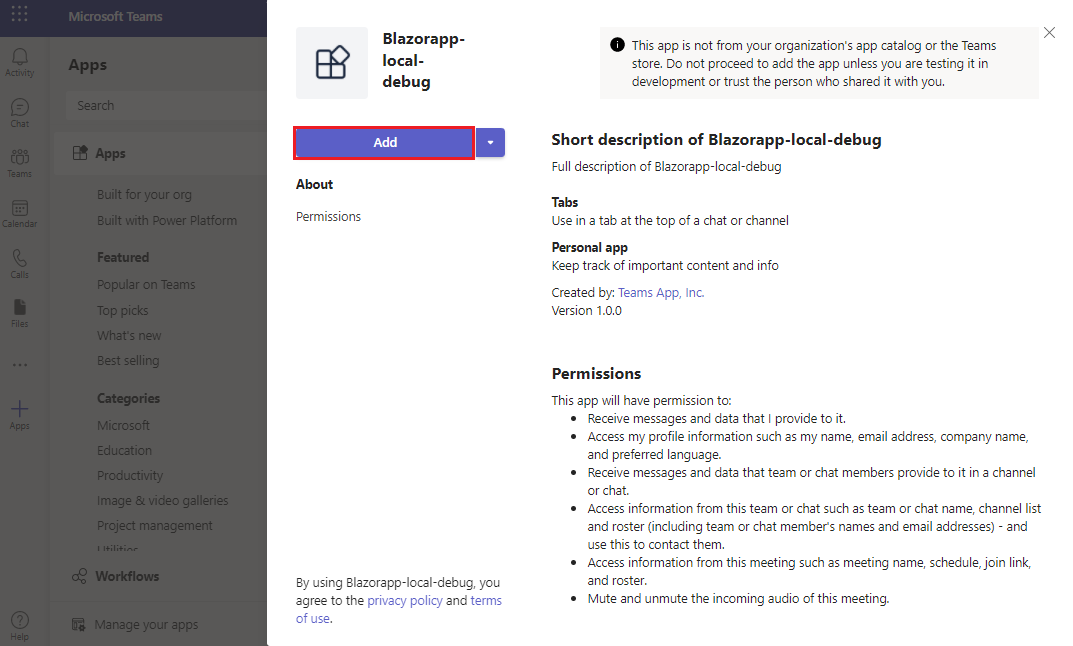 Microsoft Teams
Activity
Chat
Teams
Calendar
Calls
Files
Apps
Help
Apps
Search
Apps
Built for your org
Built with Power Platform
Featured
Popular on Teams
Top picks
What's new
Best selling
Categories
Microsoft
Education
Productivity
Image & video galleries
Project management
Utilities
Workflows
Manage your apps
Blazorapp-
local-
debug
This app is not from your organization's app catalog or the Teams
store. Do not proceed to add the app unless you are testing it in
development or trust the person who shared it with you.
Add
About
Permissions
By using Blazorapp-local-debug, you
agree to the privacy policy and terms
of use.
Short description of Blazorapp-local-debug
Full description of Blazorapp-local-debug
Tabs
Use in a tab at the top of a chat or channel
Personal app
Keep track of important content and info
Created by: Teams App, Inc.
Version 1.0.0
Permissions
This app will have permission to:
• Receive messages and data that I provide to it.
• Access my profile information such as my name, email address, company name,
and preferred language.
• Receive messages and data that team or chat members provide to it in a channel
or chat.
• Access information from this team or chat such as team or chat name, channel list
and roster (including team or chat member's names and email addresses) - and
use this to contact them.
• Access information from this meeting such as meeting name, schedule, join link,
and roster.
• Mute and unmute the incoming audio of this meeting.